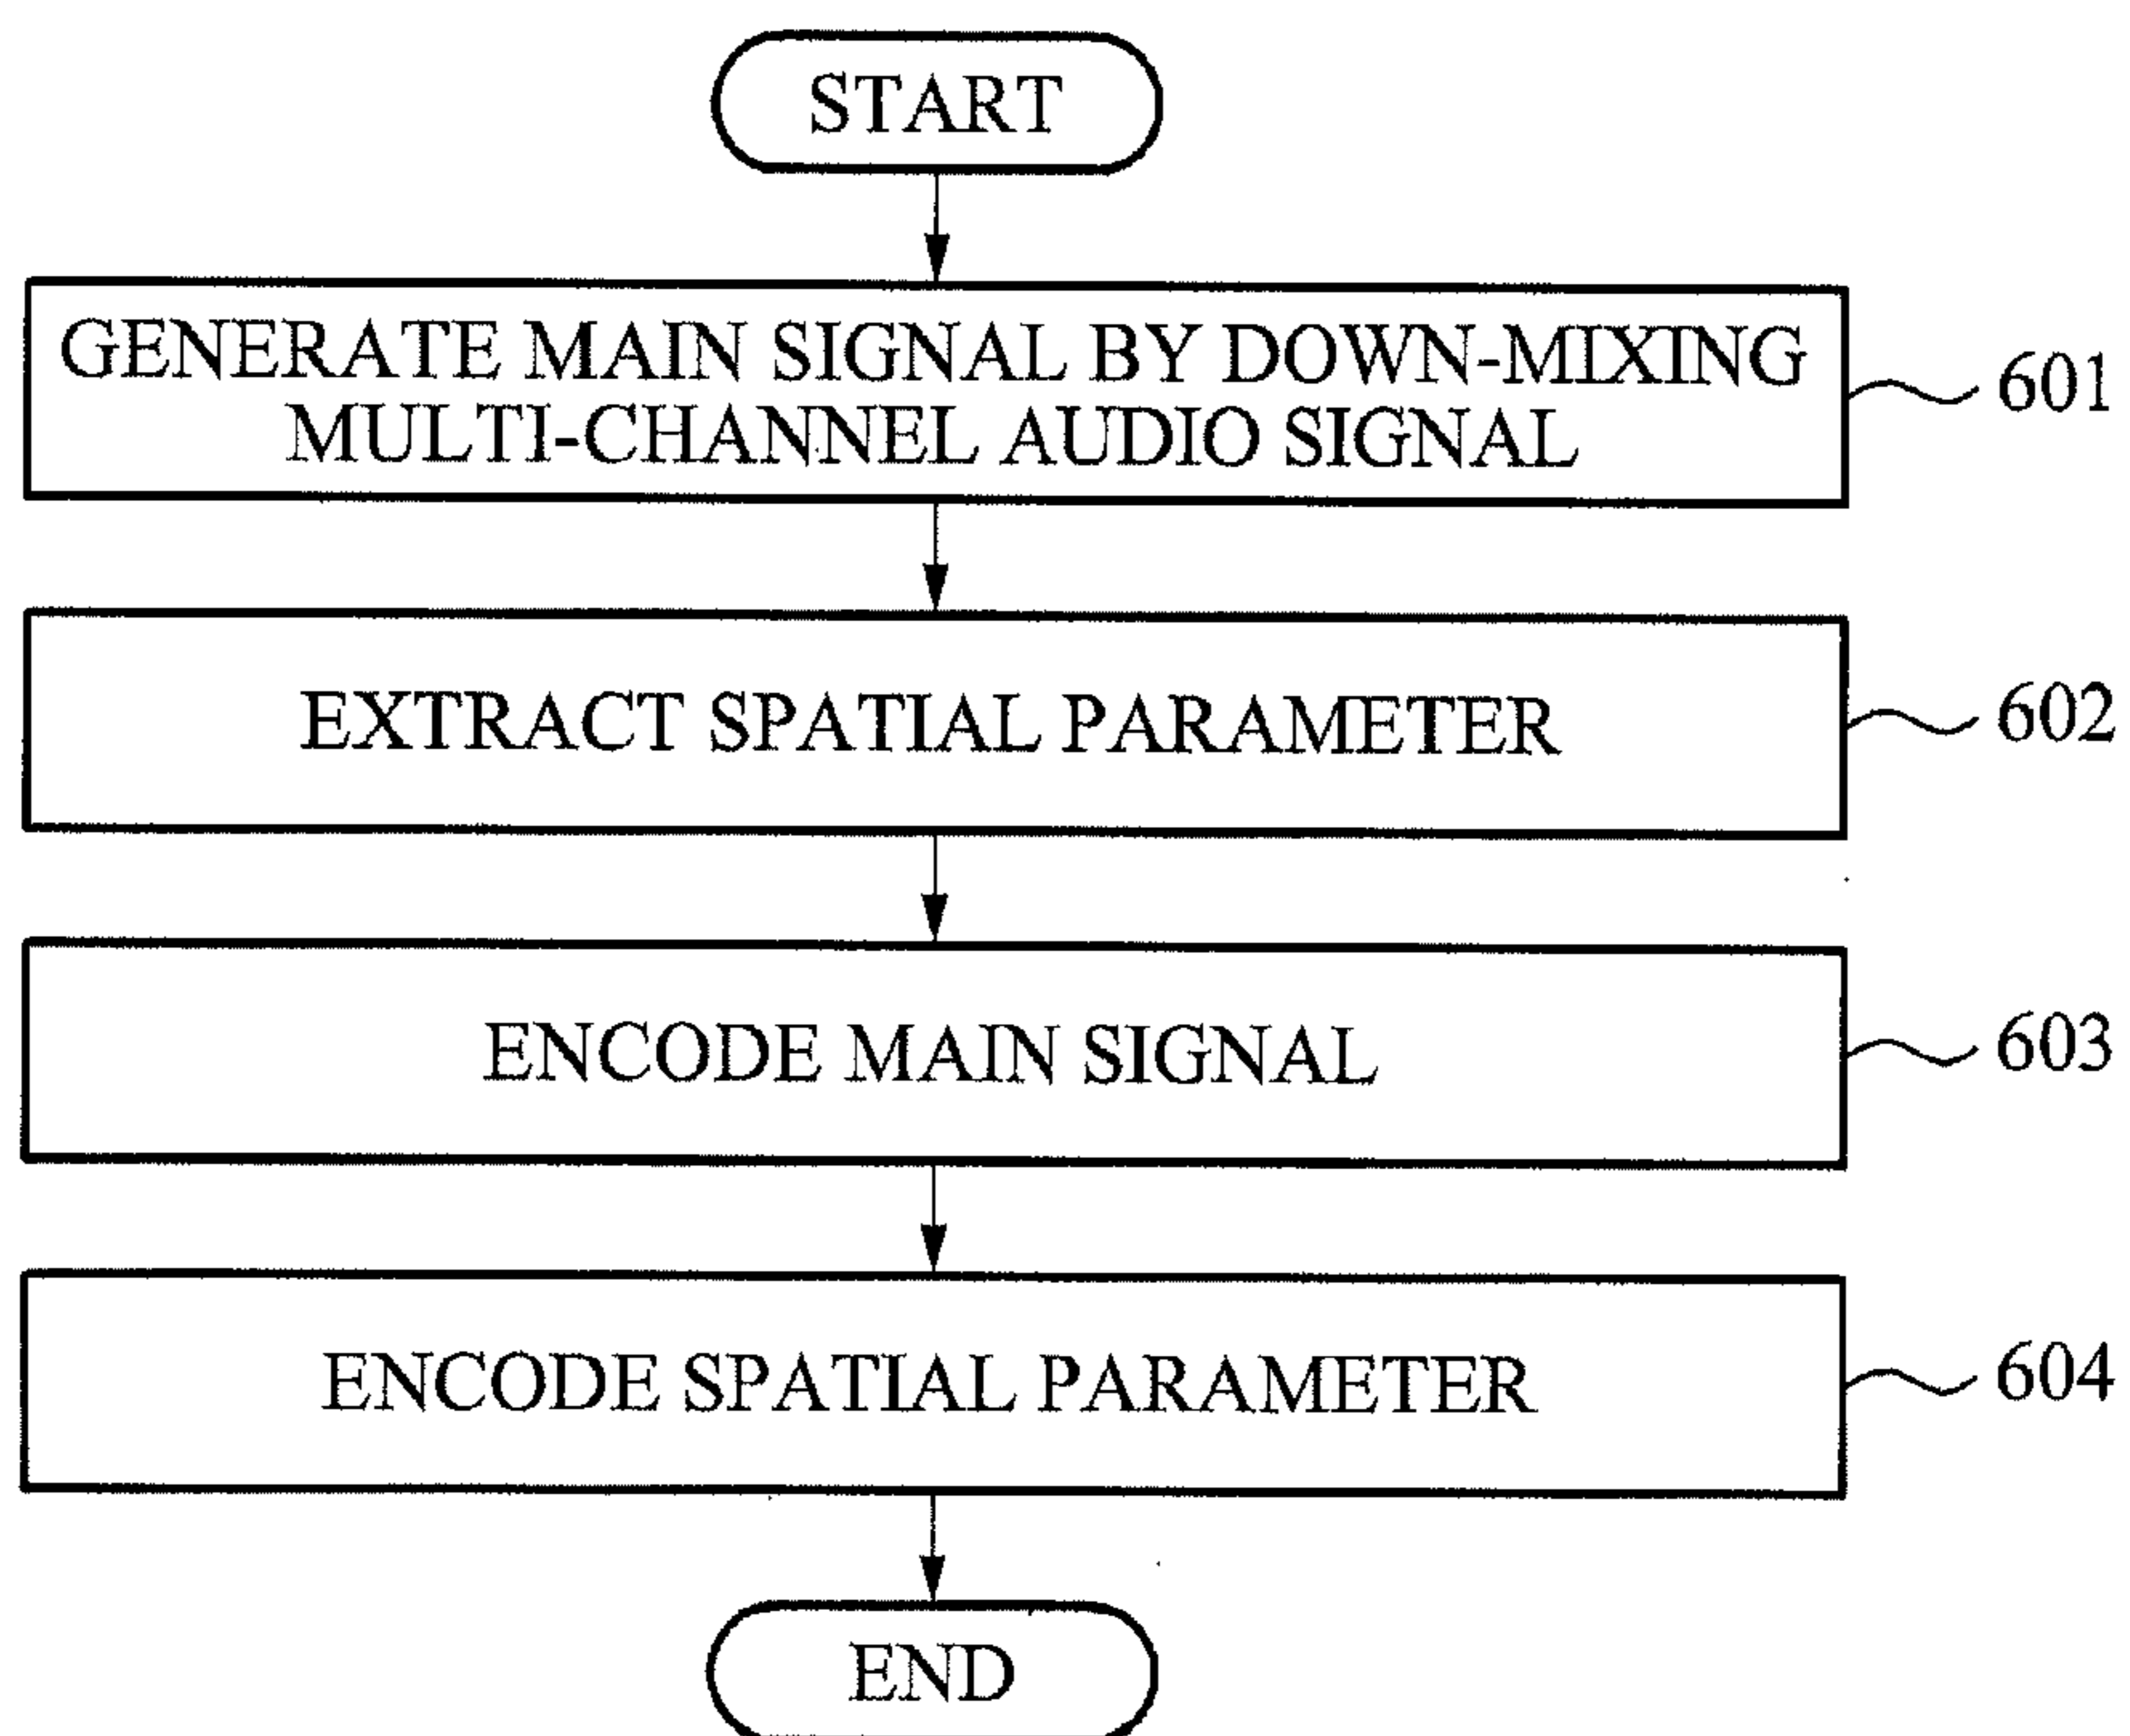 START
GENERATE MAIN SIGNAL BY DOWN-MIXING
MULTI-CHANNEL AUDIO SIGNAL
601
EXTRACT SPATIAL PARAMETER
602
ENCODE MAIN SIGNAL
603
ENCODE SPATIAL PARAMETER
604
END